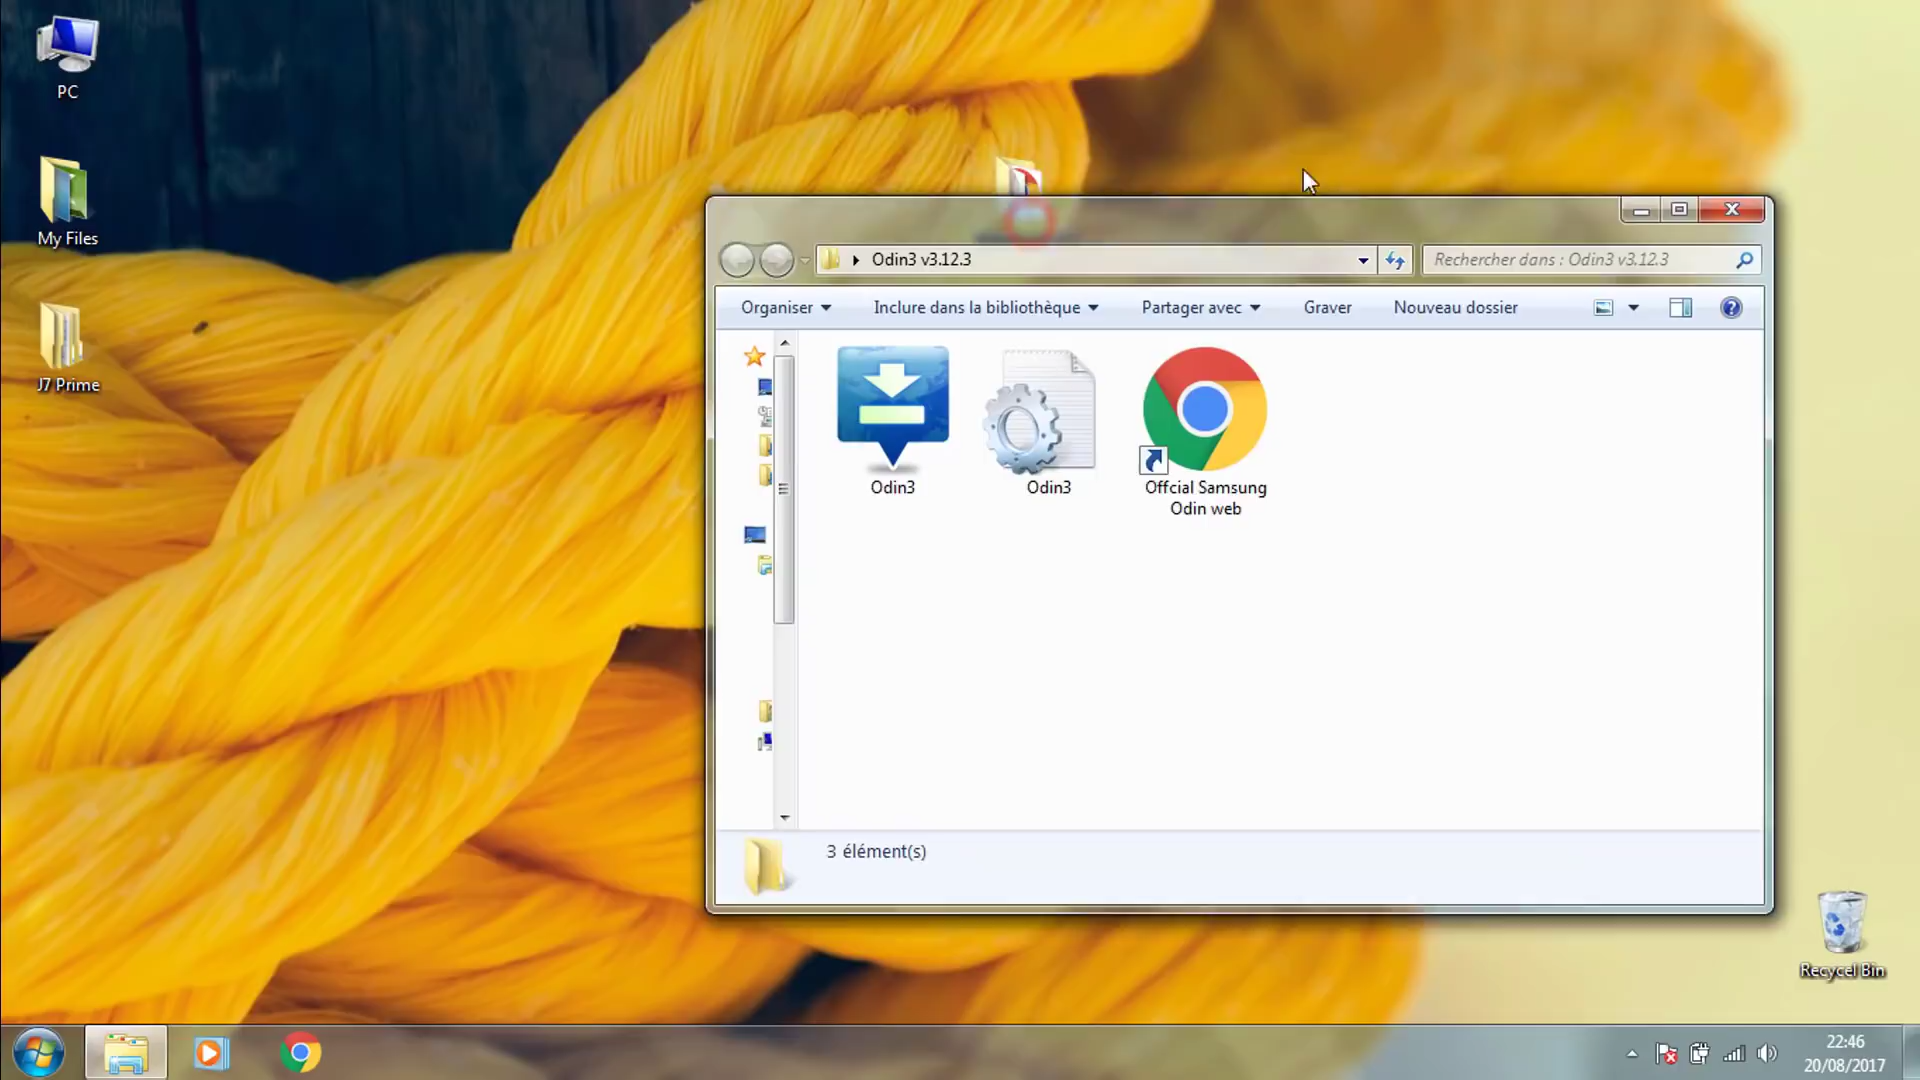 PC
My Files
J7 Prime
Odin3 v3.12.3
Rechercher dans : Odin3 v3.12.3
Organiser
Inclure dans la bibliothèque
Partager avec
Graver
Nouveau dossier
Odin3
Odin3
Offcial Samsung
Odin web
3 élément(s)
Recycel Bin
22:46
20/08/2017